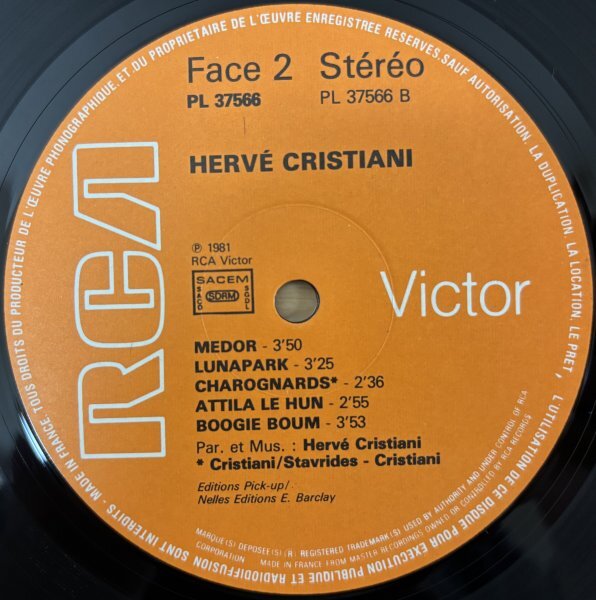 Face 2 Stéréo
PL 37566 PL 37566 B
HERVÉ CRISTIANI
℗ 1981
RCA Victor
SACEM
SACD SDRM SGDL
RCA
Victor
MEDOR - 3'50
LUNAPARK - 3'25
CHAROGNARDS* - 2'36
ATTILA LE HUN - 2'55
BOOGIE BOUM - 3'53
Par. et Mus. : Hervé Cristiani
* Cristiani/Stavrides - Cristiani
Editions Pick-up/
Nelles Editions E. Barclay
MADE IN FRANCE. TOUS DROITS DU PRODUCTEUR DE L'ŒUVRE PHONOGRAPHIQUE. ET DU PROPRIETAIRE DE L'ŒUVRE ENREGISTREE RESERVES. SAUF AUTORISATION. LA DUPLICATION. LA LOCATION. LE PRET, L'UTILISATION DE CE DISQUE POUR EXECUTION PUBLIQUE ET RADIODIFFUSION SONT INTERDITS -
MARQUE(S) DEPOSEE(S) (R) REGISTERED TRADEMARK(S) USED BY AUTHORITY AND UNDER CONTROL OF RCA
CORPORATION MADE IN FRANCE FROM MASTER RECORDINGS OWNED OR CONTROLLED BY RCA RECORDS